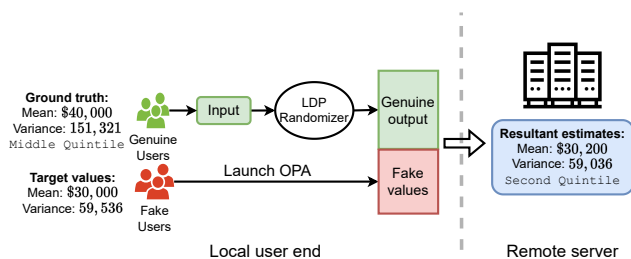 Ground truth:
Mean: $40,000
Variance: 151,321
Middle Quintile
Genuine
Users
Input
LDP
Randomizer
Genuine
output
Target values:
Mean: $30,000
Variance: 59,536
Fake
Users
Launch OPA
Fake
values
Resultant estimates:
Mean: $30,200
Variance: 59,036
Second Quintile
Local user end
Remote server